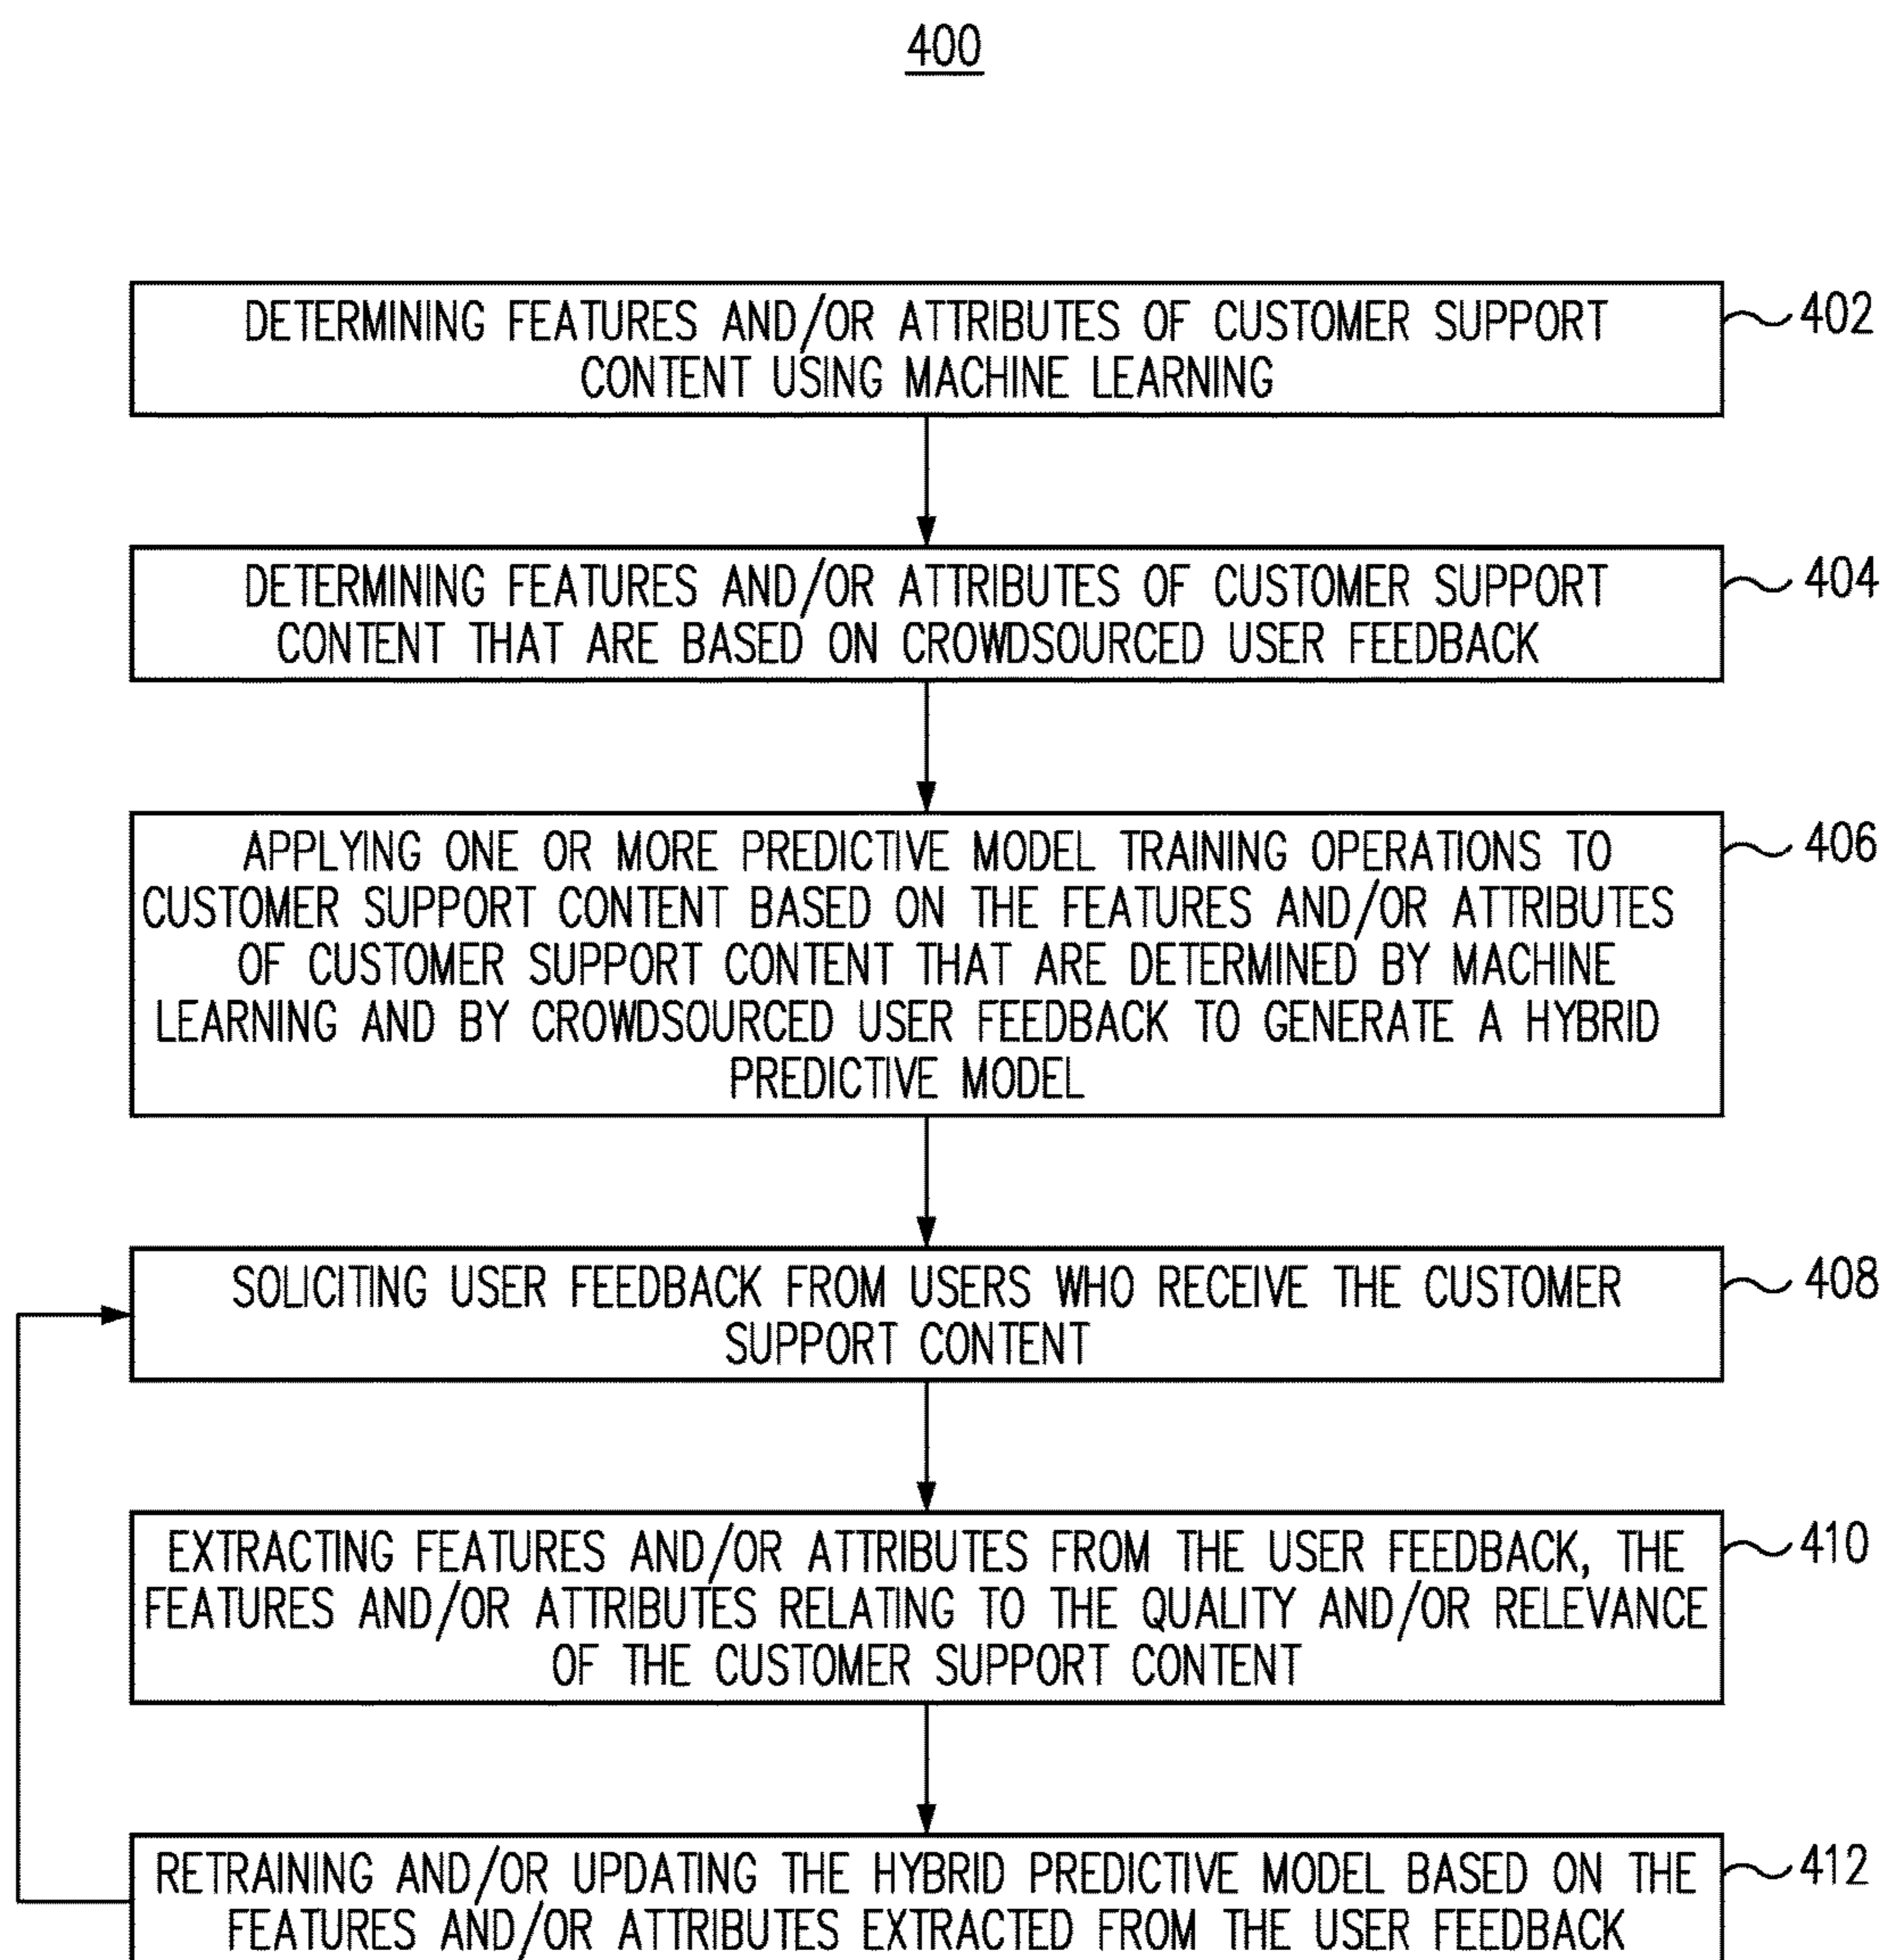 400
DETERMINING FEATURES AND/OR ATTRIBUTES OF CUSTOMER SUPPORT
CONTENT USING MACHINE LEARNING
402
DETERMINING FEATURES AND/OR ATTRIBUTES OF CUSTOMER SUPPORT
CONTENT THAT ARE BASED ON CROWDSOURCED USER FEEDBACK
404
APPLYING ONE OR MORE PREDICTIVE MODEL TRAINING OPERATIONS TO
CUSTOMER SUPPORT CONTENT BASED ON THE FEATURES AND/OR ATTRIBUTES
OF CUSTOMER SUPPORT CONTENT THAT ARE DETERMINED BY MACHINE
LEARNING AND BY CROWDSOURCED USER FEEDBACK TO GENERATE A HYBRID
PREDICTIVE MODEL
406
SOLICITING USER FEEDBACK FROM USERS WHO RECEIVE THE CUSTOMER
SUPPORT CONTENT
408
EXTRACTING FEATURES AND/OR ATTRIBUTES FROM THE USER FEEDBACK, THE
FEATURES AND/OR ATTRIBUTES RELATING TO THE QUALITY AND/OR RELEVANCE
OF THE CUSTOMER SUPPORT CONTENT
410
RETRAINING AND/OR UPDATING THE HYBRID PREDICTIVE MODEL BASED ON THE
FEATURES AND/OR ATTRIBUTES EXTRACTED FROM THE USER FEEDBACK
412